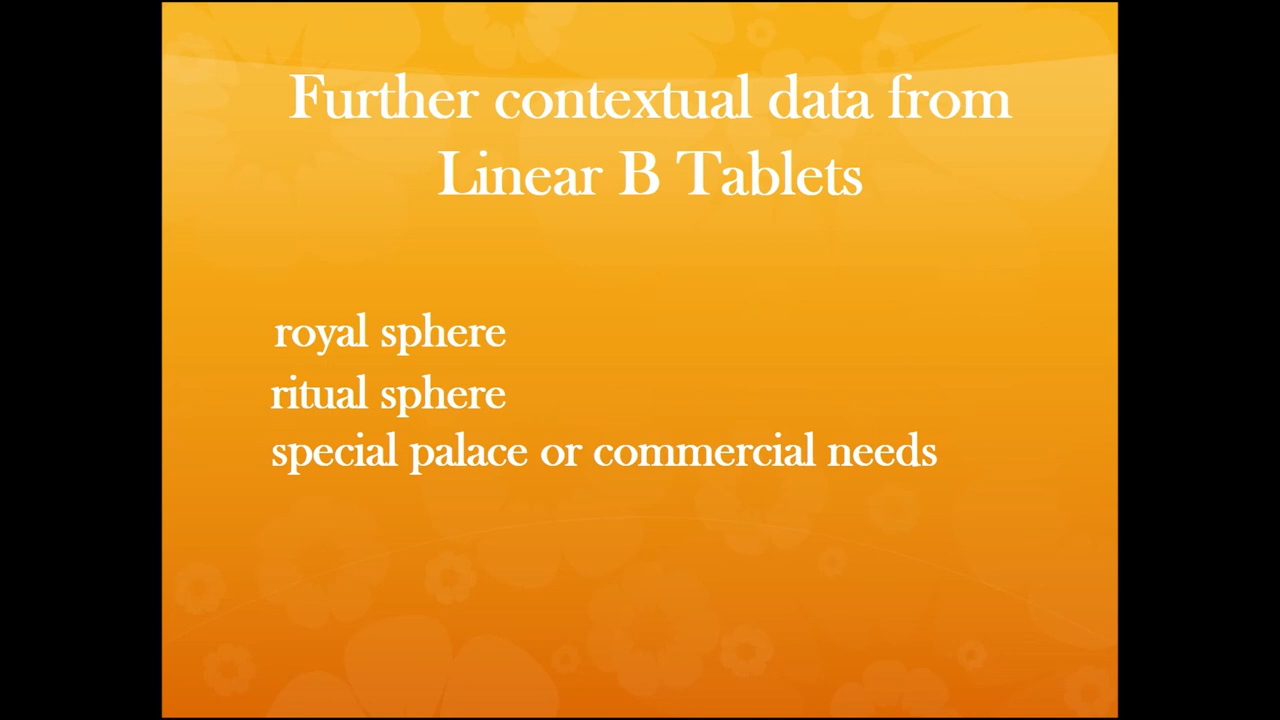 Further contextual data from
Linear B Tablets
royal sphere
ritual sphere
special palace or commercial needs